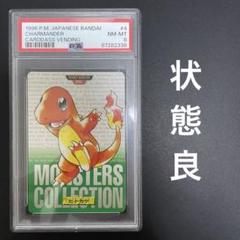 1996 P.M. JAPANESE BANDAI #4
CHARMANDER NM-MT
CARDDASS VENDING 8
PSA
MONSTERS
COLLECTION
ヒトカゲ
状態良